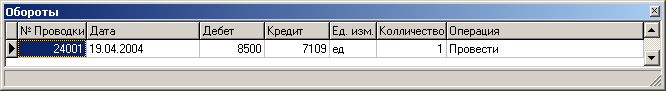 Обороты
№ Проводки Дата Дебет Кредит Ед. изм. Колличество Операция
24001 19.04.2004 8500 7109 ед 1 Провести